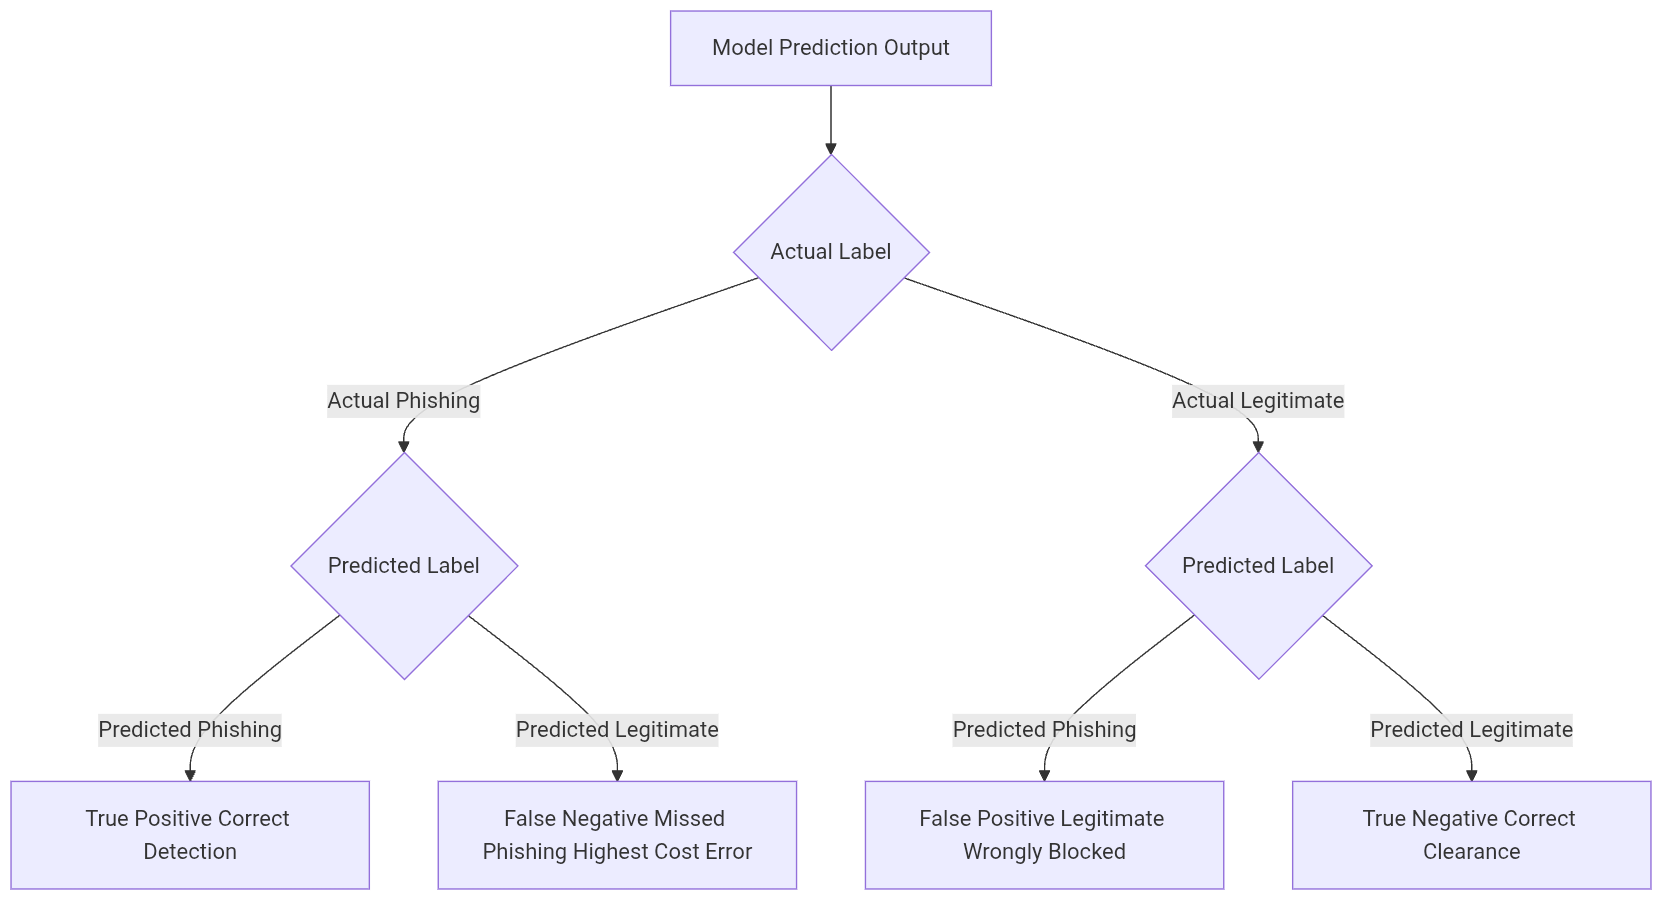 Model Prediction Output
Actual Label
Actual Phishing
Actual Legitimate
Predicted Label
Predicted Label
Predicted Phishing
Predicted Legitimate
Predicted Phishing
Predicted Legitimate
True Positive Correct
Detection
False Negative Missed
Phishing Highest Cost Error
False Positive Legitimate
Wrongly Blocked
True Negative Correct
Clearance